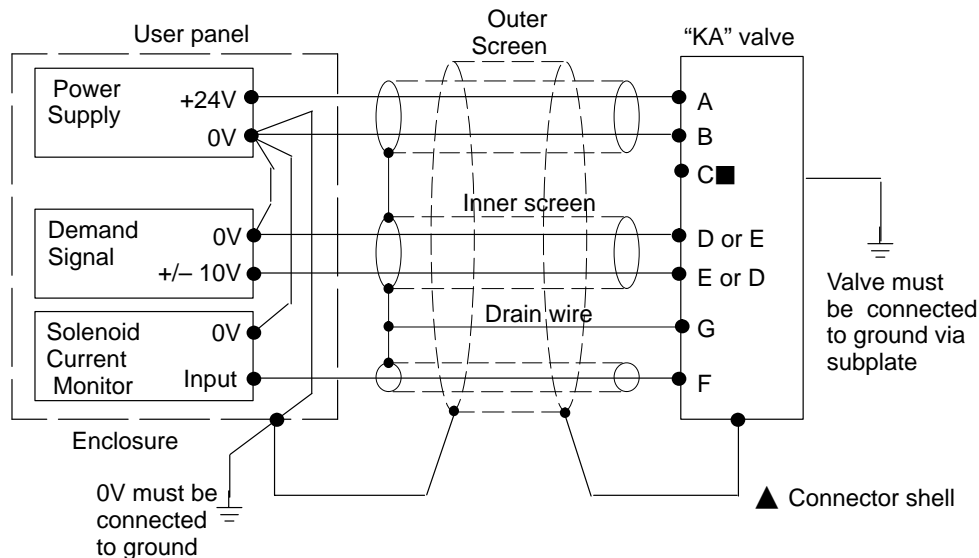 User panel
Outer
Screen
“KA” valve
Power
Supply
+24V
0V
A
B
C■
Inner screen
Demand
Signal
0V
+/– 10V
D or E
E or D
Valve must
be connected
to ground via
subplate
Drain wire
G
Solenoid
Current
Monitor
0V
Input
F
Enclosure
0V must be
connected
to ground
▲ Connector shell